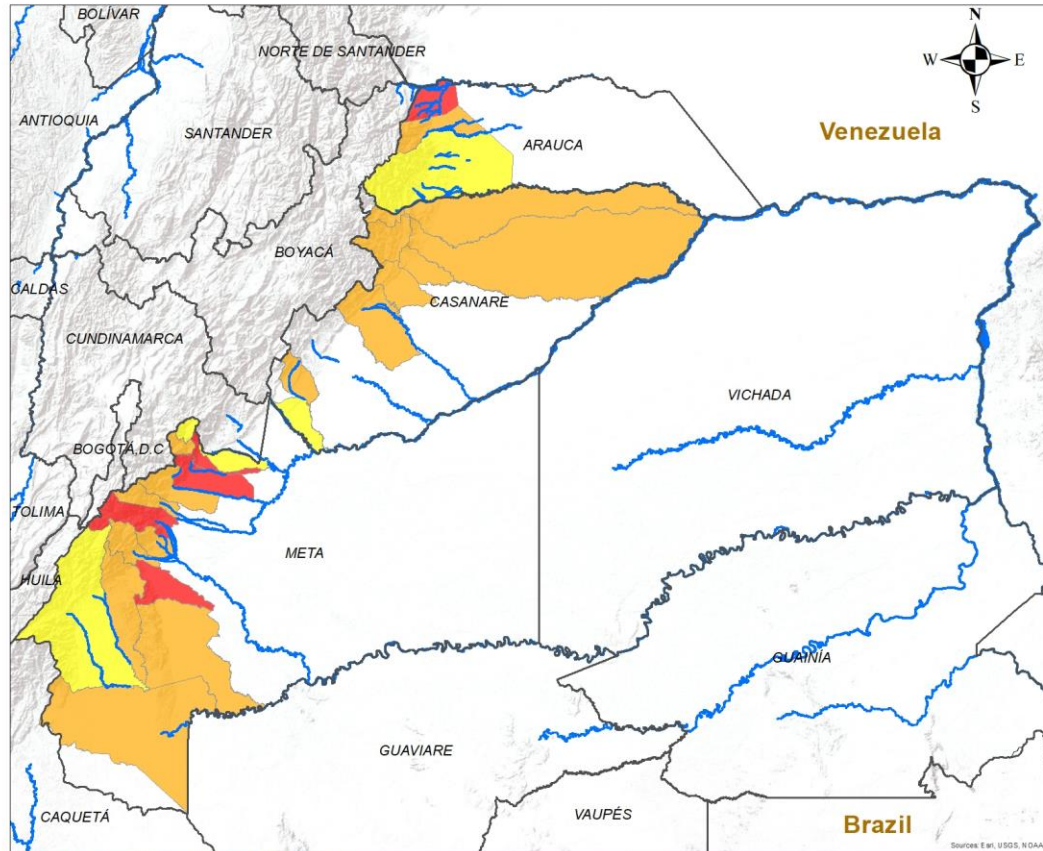 BOLÍVAR
NORTE DE SANTANDER
N
W
E
S
ANTIOQUIA
SANTANDER
ARAUCA
Venezuela
BOYACÁ
CALDAS
CASANARE
CUNDINAMARCA
VICHADA
BOGOTÁ,D.C
TOLIMA
META
HUILA
GUAINÍA
GUAVIARE
CAQUETÁ
VAUPÉS
Brazil
Sources: Esri, USGS, NOAA